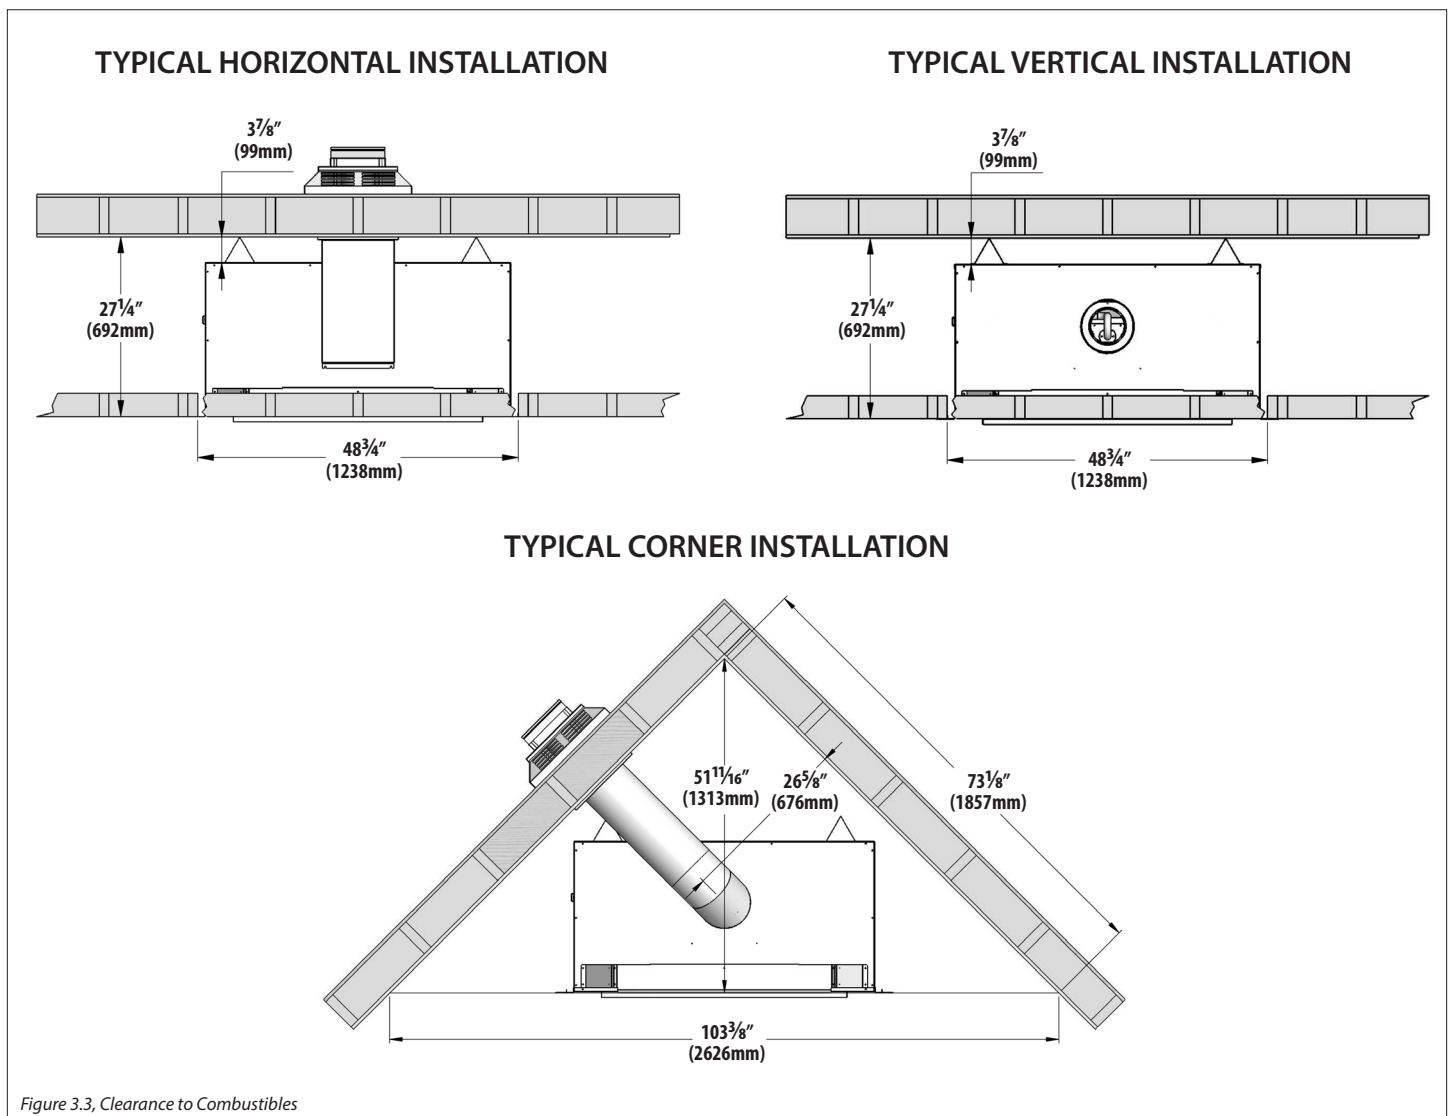 TYPICAL HORIZONTAL INSTALLATION
3⅞"
(99mm)
27¼"
(692mm)
48¾"
(1238mm)
TYPICAL VERTICAL INSTALLATION
3⅞"
(99mm)
27¼"
(692mm)
48¾"
(1238mm)
TYPICAL CORNER INSTALLATION
51 11/16"
(1313mm)
26⅝"
(676mm)
73⅛"
(1857mm)
103⅜"
(2626mm)
Figure 3.3, Clearance to Combustibles